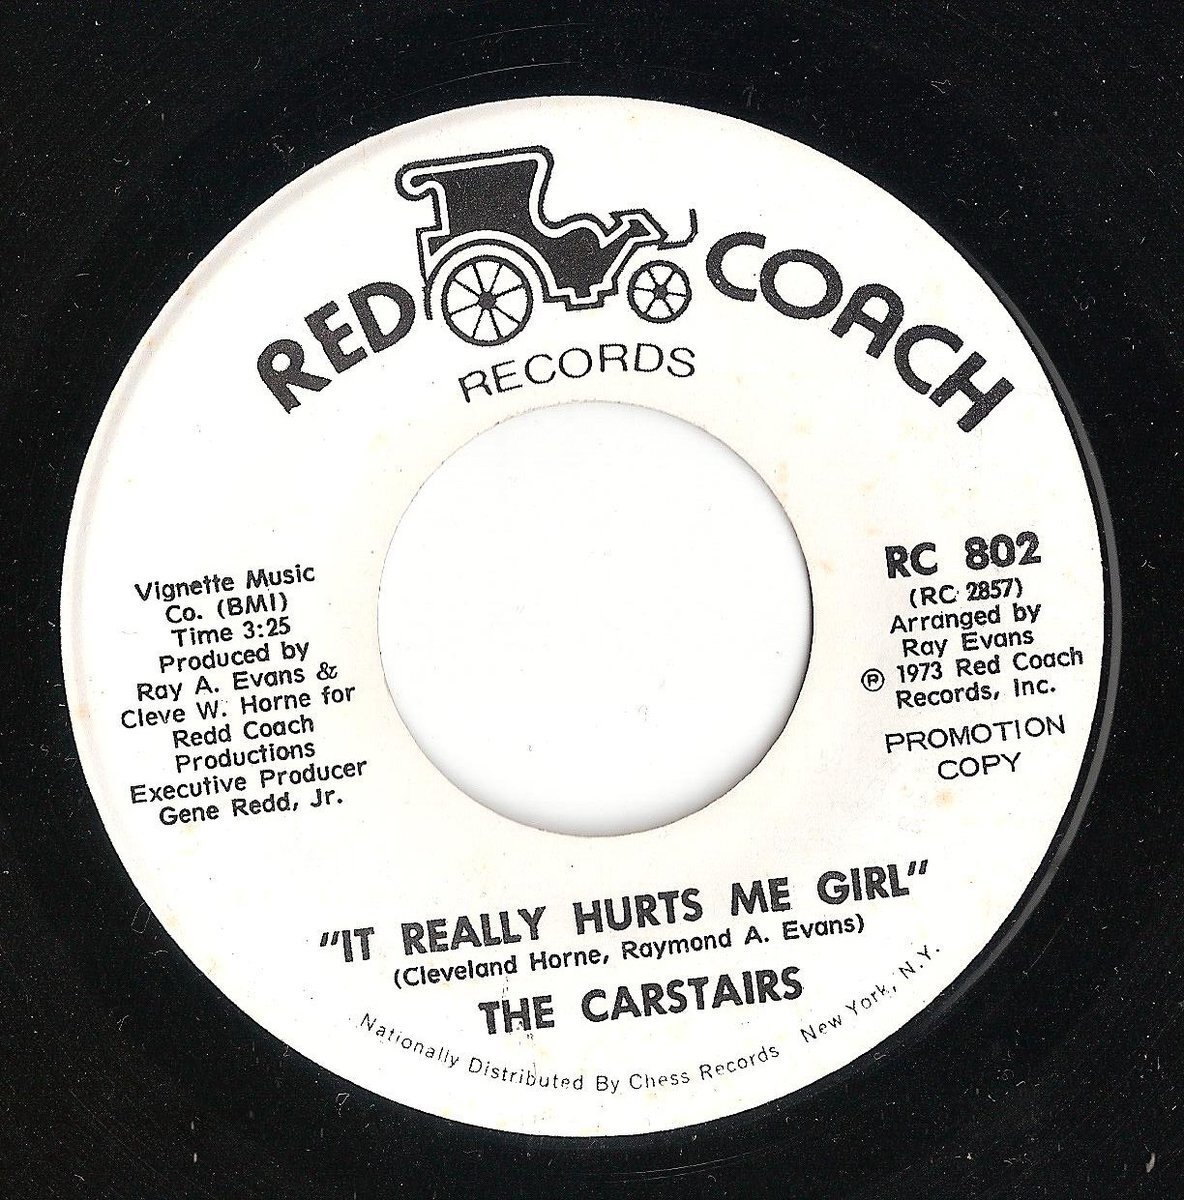 RED COACH
RECORDS
Vignette Music
Co. (BMI)
Time 3:25
Produced by
Ray A. Evans &
Cleve W. Horne for
Redd Coach
Productions
Executive Producer
Gene Redd, Jr.
RC 802
(RC 2857)
Arranged by
Ray Evans
℗ 1973 Red Coach
Records, Inc.
PROMOTION
COPY
"IT REALLY HURTS ME GIRL"
(Cleveland Horne, Raymond A. Evans)
THE CARSTAIRS
Nationally Distributed By Chess Records New York, N.Y.